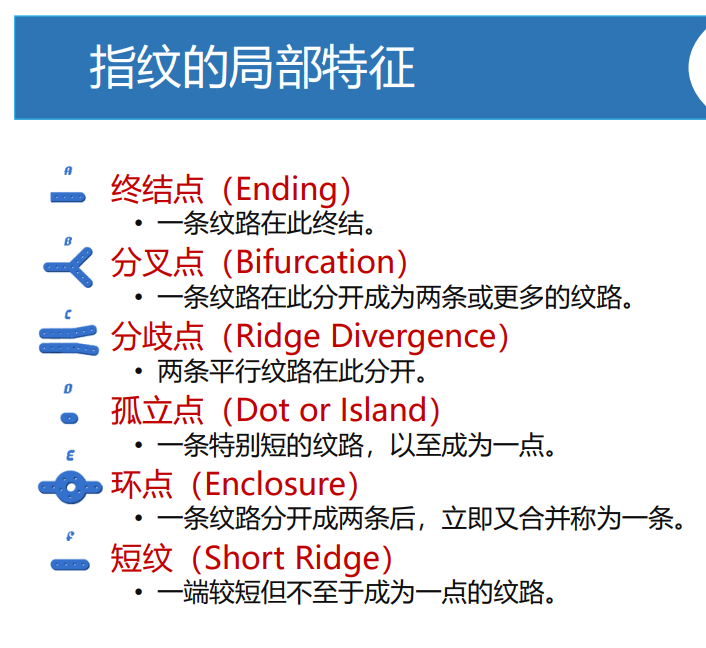 指纹的局部特征
A
终结点（Ending）
• 一条纹路在此终结。
B
分叉点（Bifurcation）
• 一条纹路在此分开成为两条或更多的纹路。
C
分歧点（Ridge Divergence）
• 两条平行纹路在此分开。
D
孤立点（Dot or Island）
• 一条特别短的纹路，以至成为一点。
E
环点（Enclosure）
• 一条纹路分开成两条后，立即又合并称为一条。
F
短纹（Short Ridge）
• 一端较短但不至于成为一点的纹路。